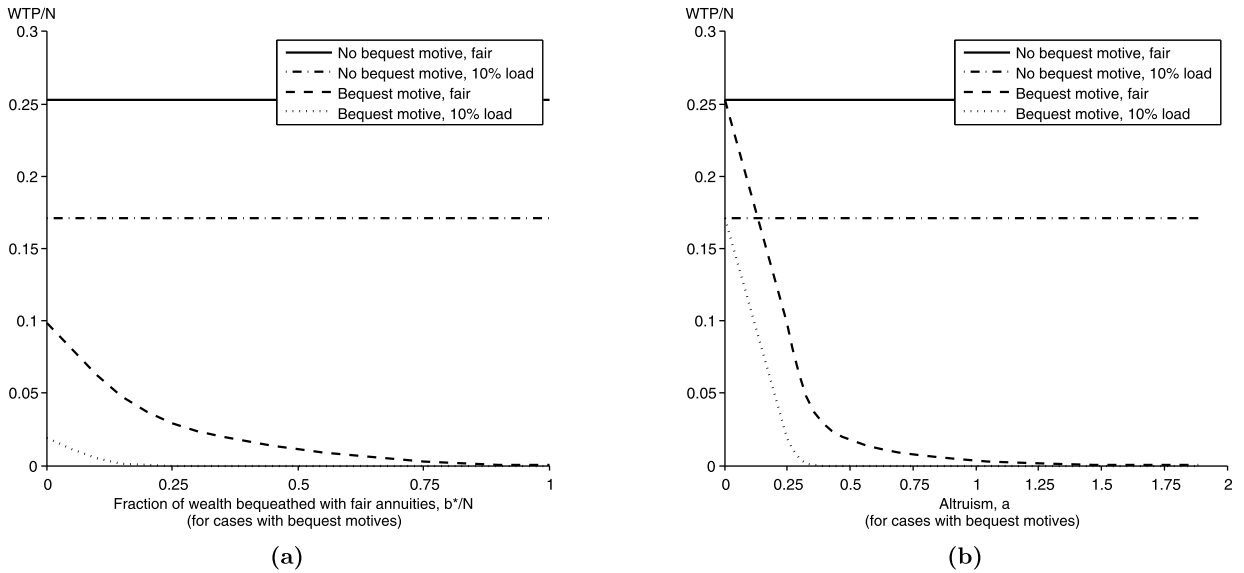 WTP/N
0.3
0.25
0.2
0.15
0.1
0.05
0
No bequest motive, fair
No bequest motive, 10% load
Bequest motive, fair
Bequest motive, 10% load
0 0.25 0.5 0.75 1
Fraction of wealth bequeathed with fair annuities, b*/N
(for cases with bequest motives)
(a)
WTP/N
0.3
0.25
0.2
0.15
0.1
0.05
0
No bequest motive, fair
No bequest motive, 10% load
Bequest motive, fair
Bequest motive, 10% load
0 0.25 0.5 0.75 1 1.25 1.5 1.75 2
Altruism, a
(for cases with bequest motives)
(b)